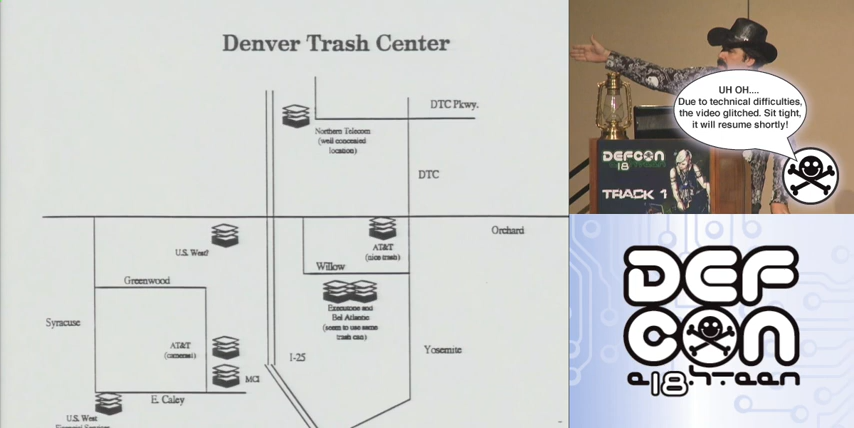 Denver Trash Center
DTC Pkwy.
Northern Telecom
(well concealed
location)
DTC
Orchard
U.S. West?
AT&T
(nice trash)
Willow
Greenwood
Executone and
Bel Atlantic
(seem to use same
trash can)
Syracuse
AT&T
(cameras)
I-25
Yosemite
MCI
E. Caley
U.S. West
Financial Services
UH OH....
Due to technical difficulties,
the video glitched. Sit tight,
it will resume shortly!
DEFCON
18
TRACK 1
DEF
CON
e18hteen